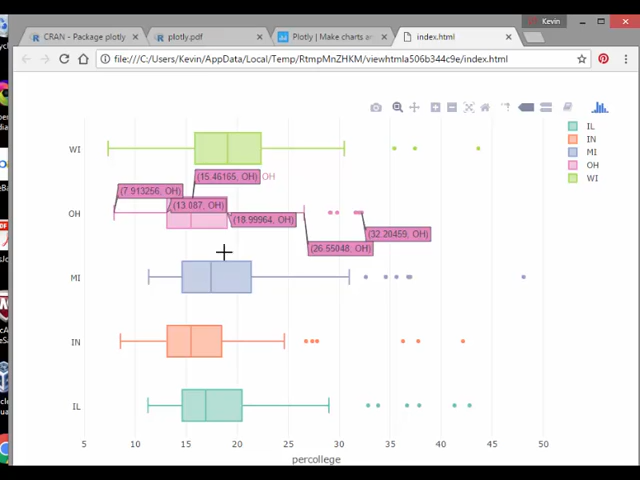 Kevin
CRAN - Package plotly
plotly.pdf
Plotly | Make charts an
index.html
file:///C:/Users/Kevin/AppData/Local/Temp/RtmpMnZHKM/viewhtmla506b344c9e/index.html
IL
IN
MI
OH
WI
WI
(15.46165, OH) OH
(7.913256, OH)
(13.087, OH)
OH
(18.99964, OH)
(32.20459, OH)
(26.55048, OH)
MI
IN
IL
5 10 15 20 25 30 35 40 45 50
percollege